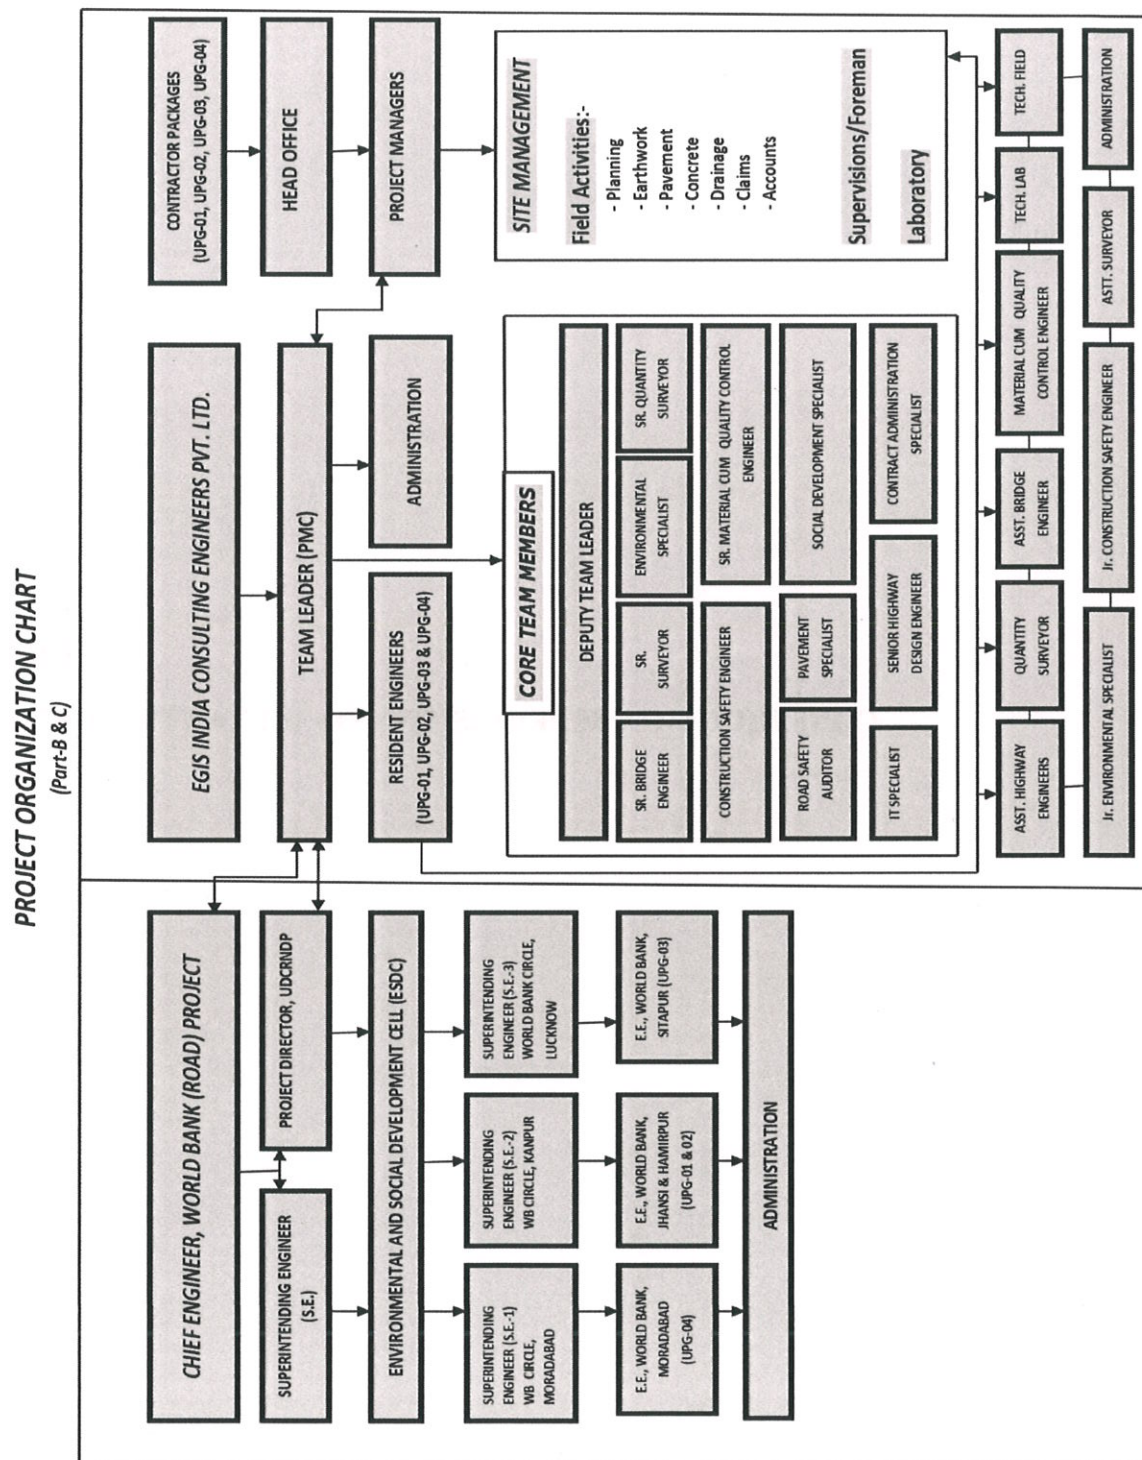 PROJECT ORGANIZATION CHART
(Part-B & C)
CHIEF ENGINEER, WORLD BANK (ROAD) PROJECT
SUPERINTENDING ENGINEER
(S.E.)
PROJECT DIRECTOR, UDCRNDP
ENVIRONMENTAL AND SOCIAL DEVELOPMENT CELL (ESDC)
SUPERINTENDING
ENGINEER (S.E.-1)
WB CIRCLE,
MORADABAD
SUPERINTENDING
ENGINEER (S.E.-2)
WB CIRCLE, KANPUR
SUPERINTENDING
ENGINEER (S.E.-3)
WORLD BANK CIRCLE,
LUCKNOW
E.E., WORLD BANK,
MORADABAD
(UPG-04)
E.E., WORLD BANK,
JHANSI & HAMIRPUR
(UPG-01 & 02)
E.E., WORLD BANK,
SITAPUR (UPG-03)
ADMINISTRATION
EGIS INDIA CONSULTING ENGINEERS PVT. LTD.
TEAM LEADER (PMC)
RESIDENT ENGINEERS
(UPG-01, UPG-02, UPG-03 & UPG-04)
ADMINISTRATION
CORE TEAM MEMBERS
DEPUTY TEAM LEADER
SR. BRIDGE
ENGINEER
SR.
SURVEYOR
ENVIRONMENTAL
SPECIALIST
SR. QUANTITY
SURVEYOR
CONSTRUCTION SAFETY ENGINEER
SR. MATERIAL CUM QUALITY CONTROL
ENGINEER
ROAD SAFETY
AUDITOR
PAVEMENT
SPECIALIST
SOCIAL DEVELOPMENT SPECIALIST
IT SPECIALIST
SENIOR HIGHWAY
DESIGN ENGINEER
CONTRACT ADMINISTRATION
SPECIALIST
CONTRACTOR PACKAGES
(UPG-01, UPG-02, UPG-03, UPG-04)
HEAD OFFICE
PROJECT MANAGERS
SITE MANAGEMENT
Field Activities:-
- Planning
- Earthwork
- Pavement
- Concrete
- Drainage
- Claims
- Accounts
Supervisions/Foreman
Laboratory
ASST. HIGHWAY
ENGINEERS
QUANTITY
SURVEYOR
ASST. BRIDGE
ENGINEER
MATERIAL CUM QUALITY
CONTROL ENGINEER
TECH. LAB
TECH. FIELD
Jr. ENVIRONMENTAL SPECIALIST
Jr. CONSTRUCTION SAFETY ENGINEER
ASTT. SURVEYOR
ADMINISTRATION